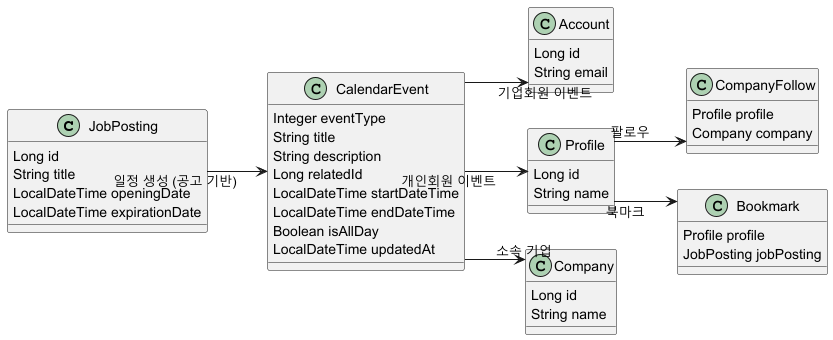 C JobPosting
Long id
String title
LocalDateTime openingDate
LocalDateTime expirationDate
일정 생성 (공고 기반)
C CalendarEvent
Integer eventType
String title
String description
Long relatedId
LocalDateTime startDateTime
LocalDateTime endDateTime
Boolean isAllDay
LocalDateTime updatedAt
기업회원 이벤트
개인회원 이벤트
소속 기업
C Account
Long id
String email
C Profile
Long id
String name
C Company
Long id
String name
팔로우
북마크
C CompanyFollow
Profile profile
Company company
C Bookmark
Profile profile
JobPosting jobPosting